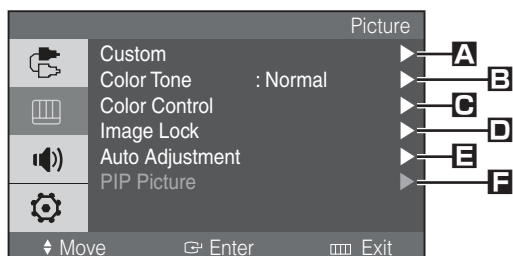 Picture
Custom A
Color Tone : Normal B
Color Control C
Image Lock D
Auto Adjustment E
PIP Picture F
Move Enter Exit